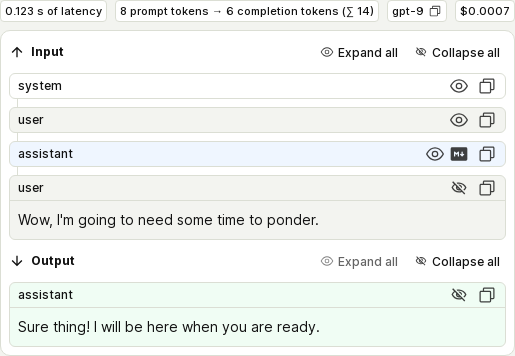 0.123 s of latency
8 prompt tokens → 6 completion tokens (∑ 14)
gpt-9
$0.0007
Input
Expand all
Collapse all
system
user
assistant
M↓
user
Wow, I'm going to need some time to ponder.
Output
Expand all
Collapse all
assistant
Sure thing! I will be here when you are ready.